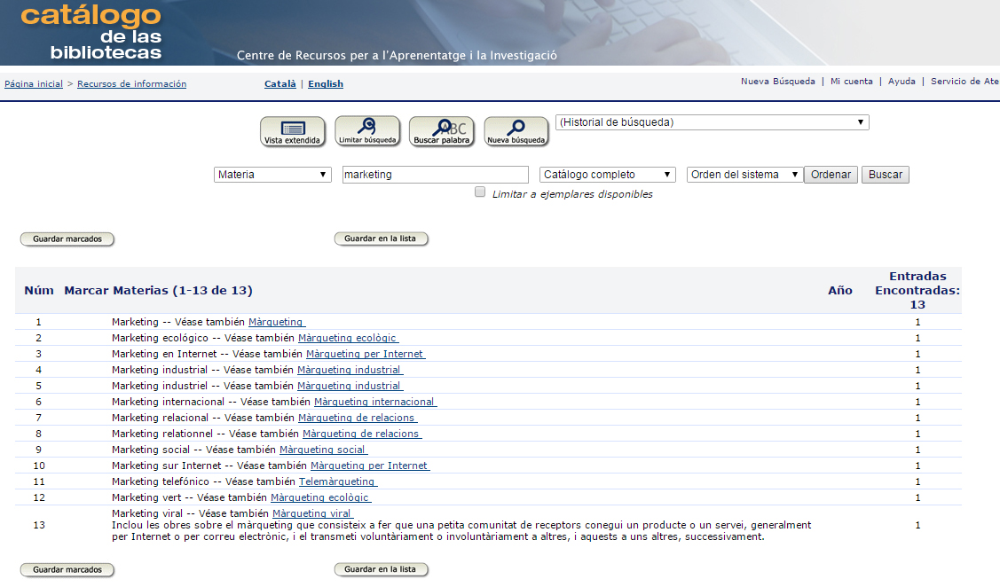 catálogo
de las
bibliotecas
Centre de Recursos per a l'Aprenentatge i la Investigació
Página inicial > Recursos de información
Català | English
Nueva Búsqueda | Mi cuenta | Ayuda | Servicio de Ate
Vista extendida
Limitar búsqueda
ABC
Buscar palabra
Nueva búsqueda
(Historial de búsqueda)
Materia
marketing
Catálogo completo
Orden del sistema
Ordenar
Buscar
Limitar a ejemplares disponibles
Guardar marcados
Guardar en la lista
Núm Marcar Materias (1-13 de 13) Año Entradas Encontradas: 13
1 Marketing -- Véase también Màrqueting 1
2 Marketing ecológico -- Véase también Màrqueting ecològic 1
3 Marketing en Internet -- Véase también Màrqueting per Internet 1
4 Marketing industrial -- Véase también Màrqueting industrial 1
5 Marketing industriel -- Véase también Màrqueting industrial 1
6 Marketing internacional -- Véase también Màrqueting internacional 1
7 Marketing relacional -- Véase también Màrqueting de relacions 1
8 Marketing relationnel -- Véase también Màrqueting de relacions 1
9 Marketing social -- Véase también Màrqueting social 1
10 Marketing sur Internet -- Véase también Màrqueting per Internet 1
11 Marketing telefónico -- Véase también Telemàrqueting 1
12 Marketing vert -- Véase también Màrqueting ecològic 1
13 Marketing viral -- Véase también Màrqueting viral 1
Inclou les obres sobre el màrqueting que consisteix a fer que una petita comunitat de receptors conegui un producte o un servei, generalment
per Internet o per correu electrònic, i el transmeti voluntàriament o involuntàriament a altres, i aquests a uns altres, successivament.
Guardar marcados
Guardar en la lista